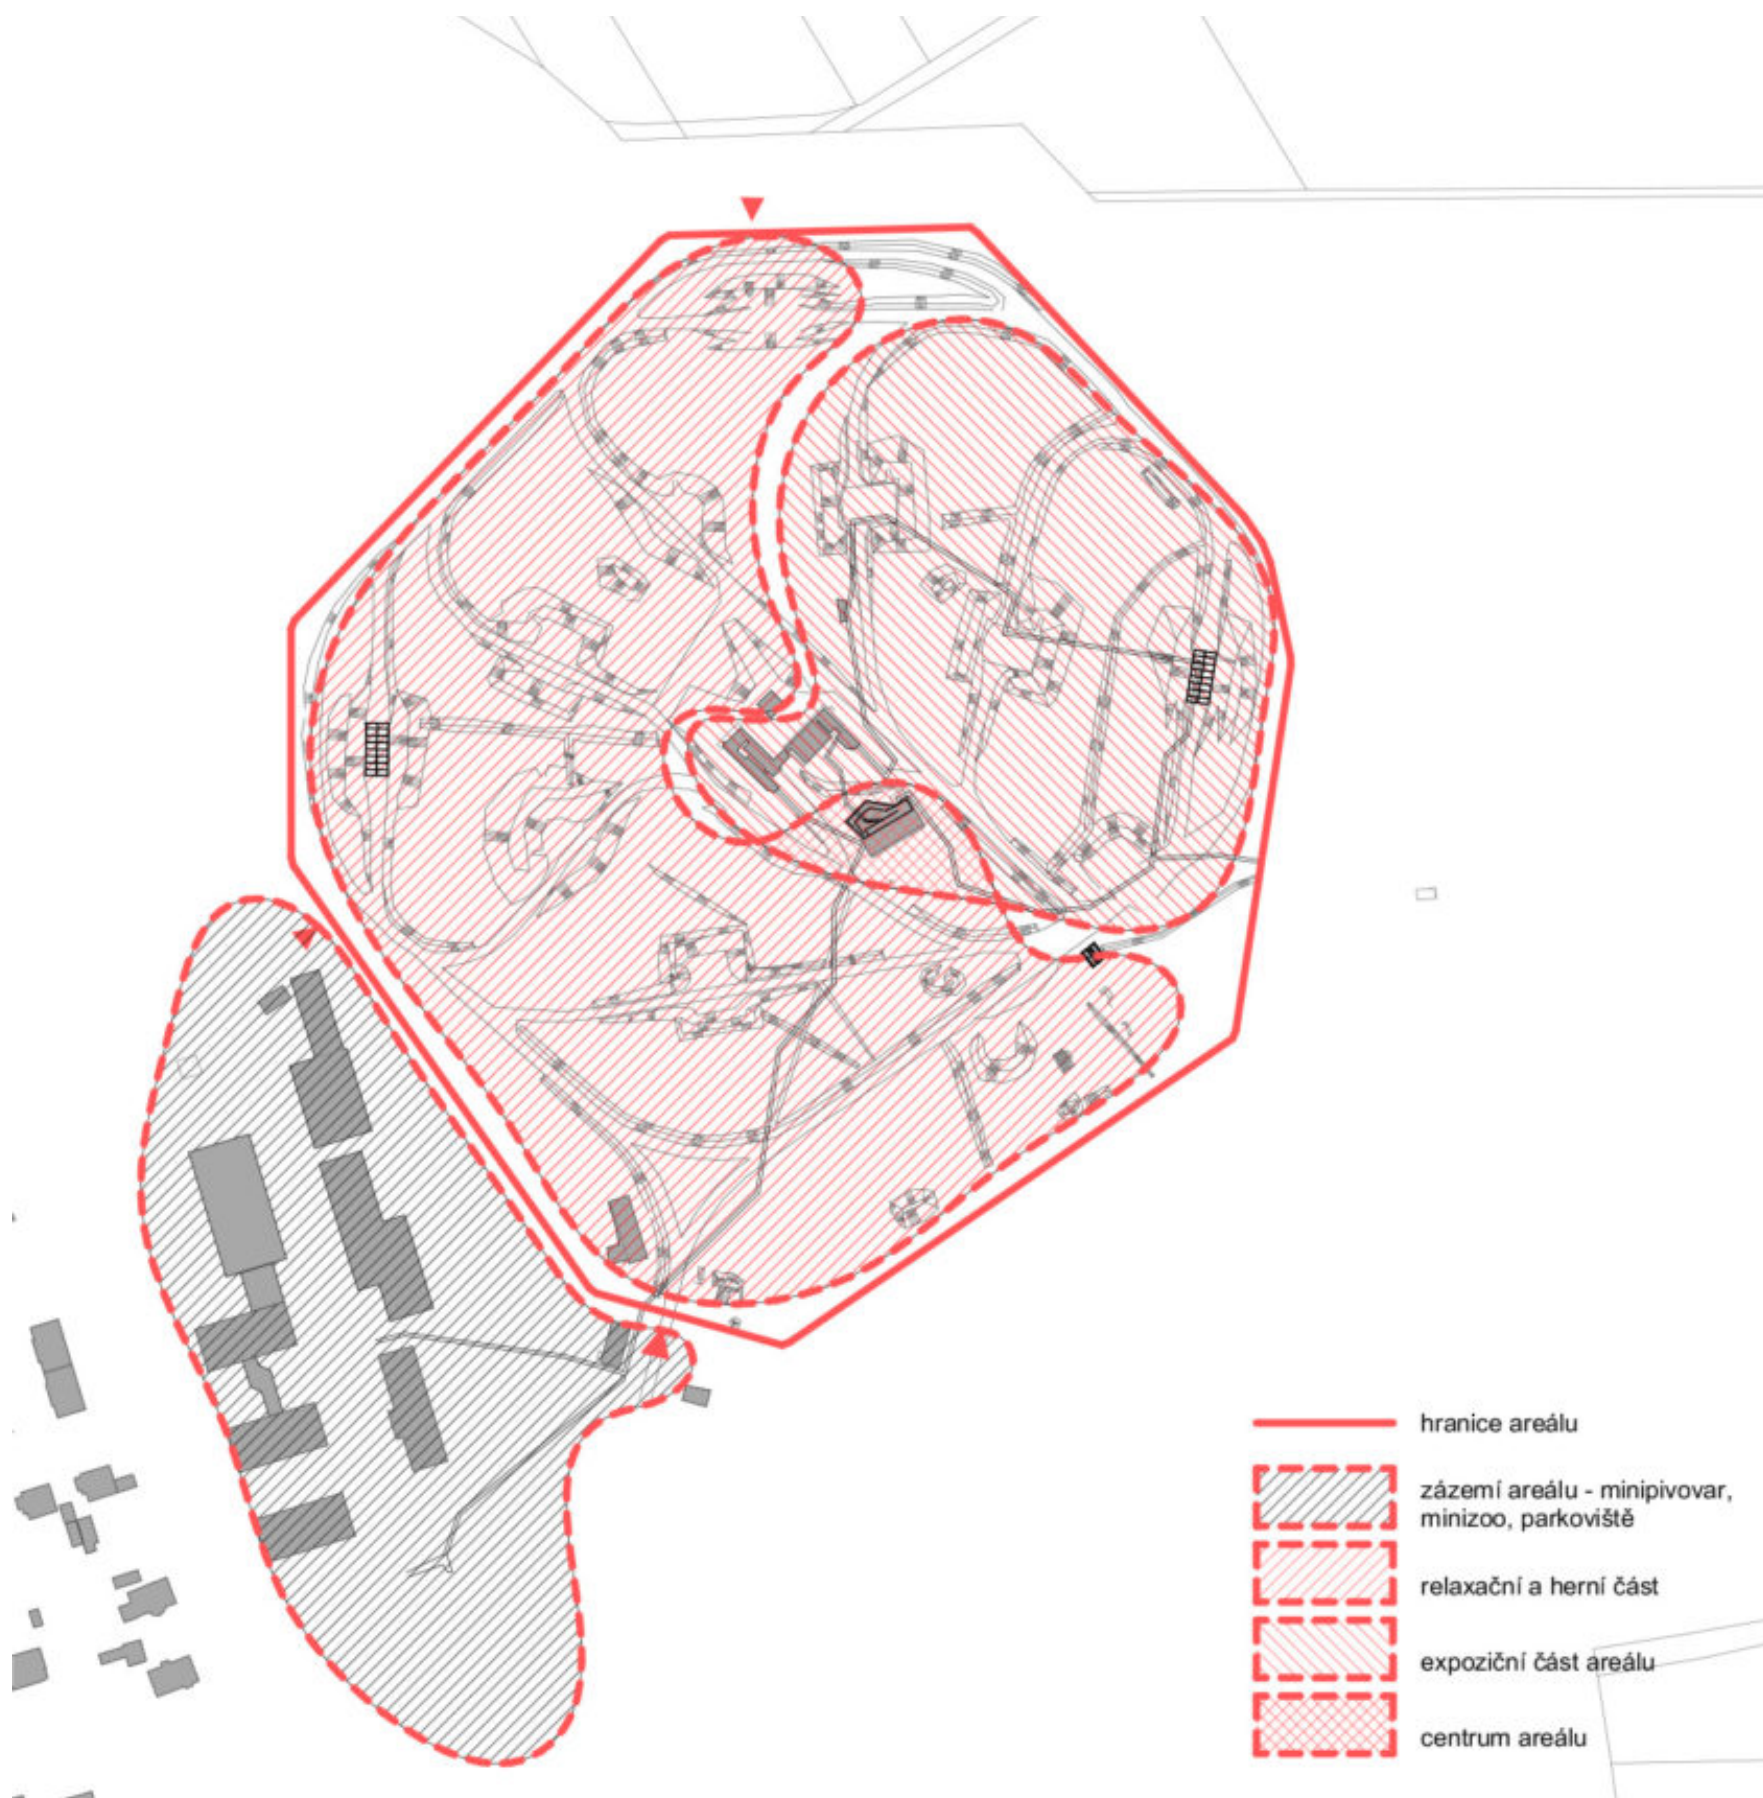 hranice areálu
zázemí areálu - minipivovar,
minizoo, parkoviště
relaxační a herní část
expoziční část areálu
centrum areálu